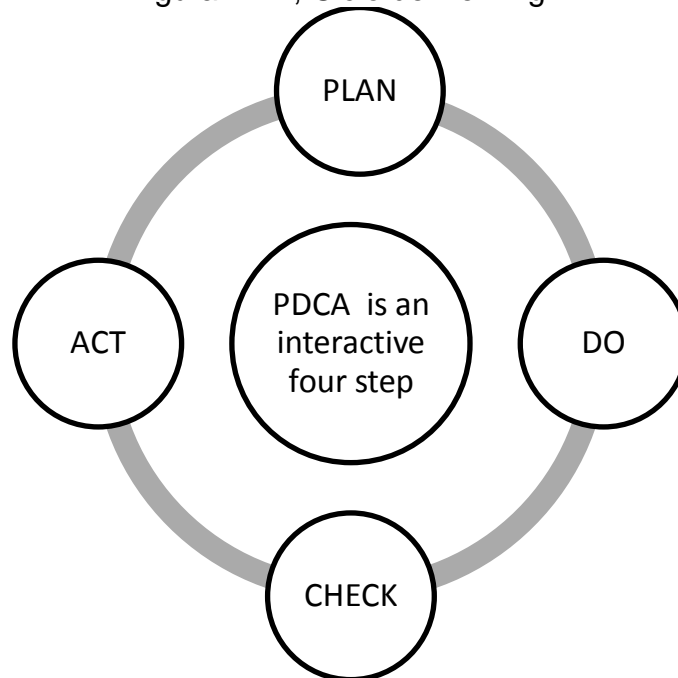 PLAN
ACT
PDCA is an
interactive
four step
DO
CHECK